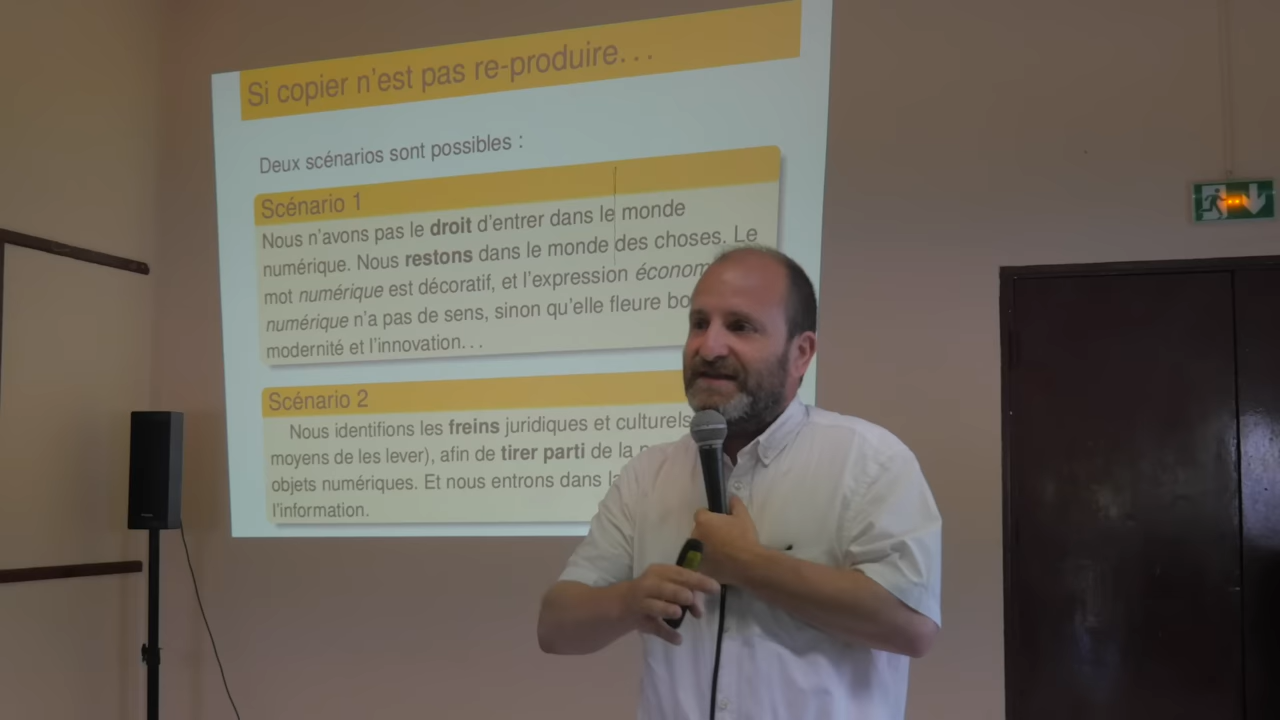 Si copier n'est pas re-produire...
Deux scénarios sont possibles :
Scénario 1
Nous n'avons pas le droit d'entrer dans le monde
numérique. Nous restons dans le monde des choses. Le
mot numérique est décoratif, et l'expression économ
numérique n'a pas de sens, sinon qu'elle fleure bo
modernité et l'innovation...
Scénario 2
Nous identifions les freins juridiques et culturels
moyens de les lever), afin de tirer parti de la
objets numériques. Et nous entrons dans la
l'information.